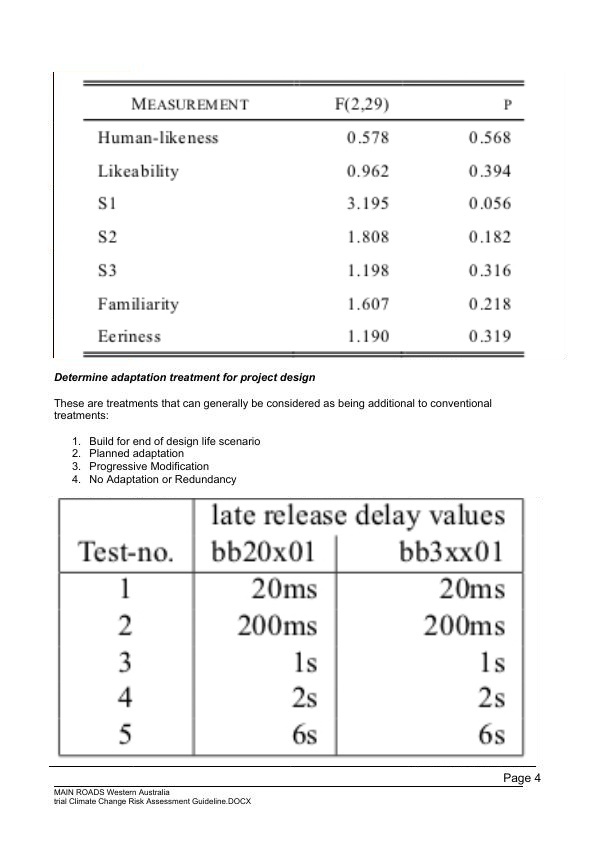 MEASUREMENT F(2,29) P
Human-likeness 0.578 0.568
Likeability 0.962 0.394
S1 3.195 0.056
S2 1.808 0.182
S3 1.198 0.316
Familiarity 1.607 0.218
Eeriness 1.190 0.319
Determine adaptation treatment for project design
These are treatments that can generally be considered as being additional to conventional
treatments:
1. Build for end of design life scenario
2. Planned adaptation
3. Progressive Modification
4. No Adaptation or Redundancy
late release delay values
Test-no. bb20x01 bb3xx01
1 20ms 20ms
2 200ms 200ms
3 1s 1s
4 2s 2s
5 6s 6s
Page 4
MAIN ROADS Western Australia
trial Climate Change Risk Assessment Guideline.DOCX